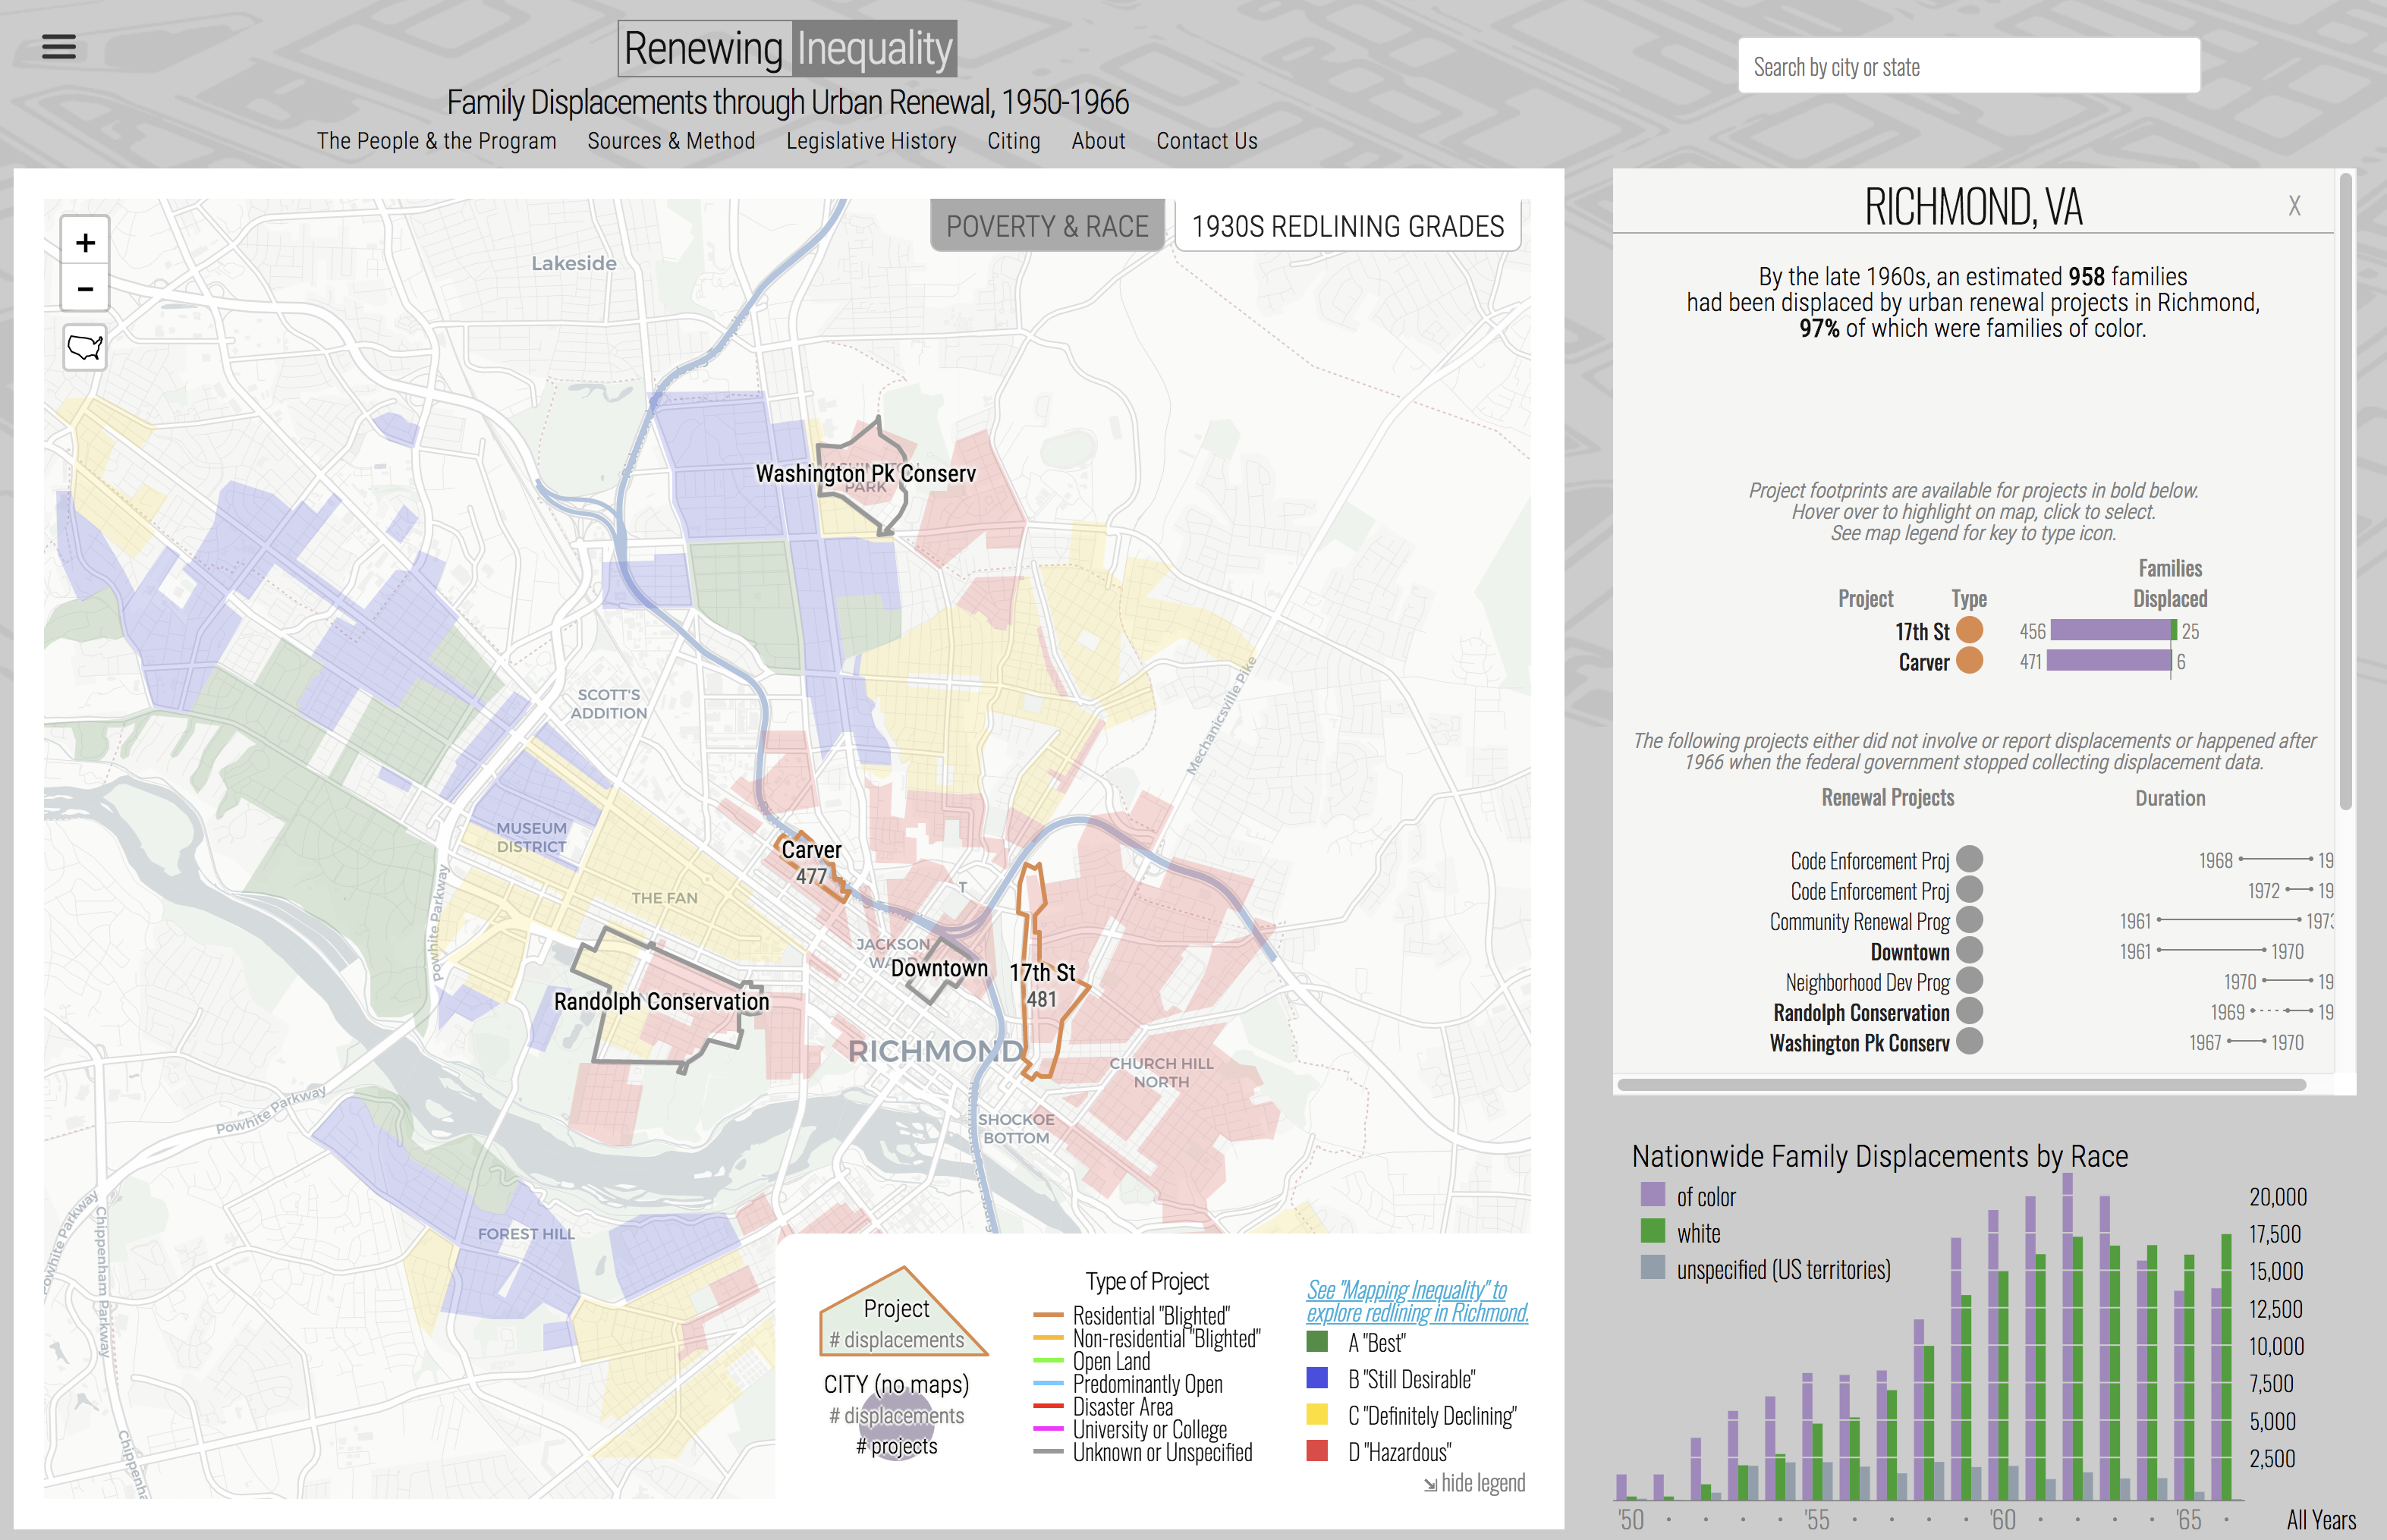 Renewing Inequality
Family Displacements through Urban Renewal, 1950-1966
The People & the Program Sources & Method Legislative History Citing About Contact Us
Search by city or state
+
−
POVERTY & RACE
1930S REDLINING GRADES
Lakeside
Washington Pk Conserv
PARK
SCOTT'S
ADDITION
Mechanicsville Pike
MUSEUM
DISTRICT
Carver
477
THE FAN
Powhite Parkway
T
JACKSON
Downtown
17th St
481
Randolph Conservation
RICHMOND
CHURCH HILL
NORTH
SHOCKOE
BOTTOM
Powhite Parkway
Powhite Parkway
Chippenham Parkway
FOREST HILL
Project
# displacements
CITY (no maps)
# displacements
# projects
Type of Project
Residential "Blighted"
Non-residential "Blighted"
Open Land
Predominantly Open
Disaster Area
University or College
Unknown or Unspecified
See "Mapping Inequality" to
explore redlining in Richmond.
A "Best"
B "Still Desirable"
C "Definitely Declining"
D "Hazardous"
hide legend
RICHMOND, VA
X
By the late 1960s, an estimated 958 families
had been displaced by urban renewal projects in Richmond,
97% of which were families of color.
Project footprints are available for projects in bold below.
Hover over to highlight on map, click to select.
See map legend for key to type icon.
Families
Project Type Displaced
17th St 456 25
Carver 471 6
The following projects either did not involve or report displacements or happened after
1966 when the federal government stopped collecting displacement data.
Renewal Projects Duration
Code Enforcement Proj 1968 19
Code Enforcement Proj 1972 19
Community Renewal Prog 1961 1973
Downtown 1961 1970
Neighborhood Dev Prog 1970 19
Randolph Conservation 1969 19
Washington Pk Conserv 1967 1970
Nationwide Family Displacements by Race
of color
white
unspecified (US territories)
20,000
17,500
15,000
12,500
10,000
7,500
5,000
2,500
'50 '55 '60 '65 All Years